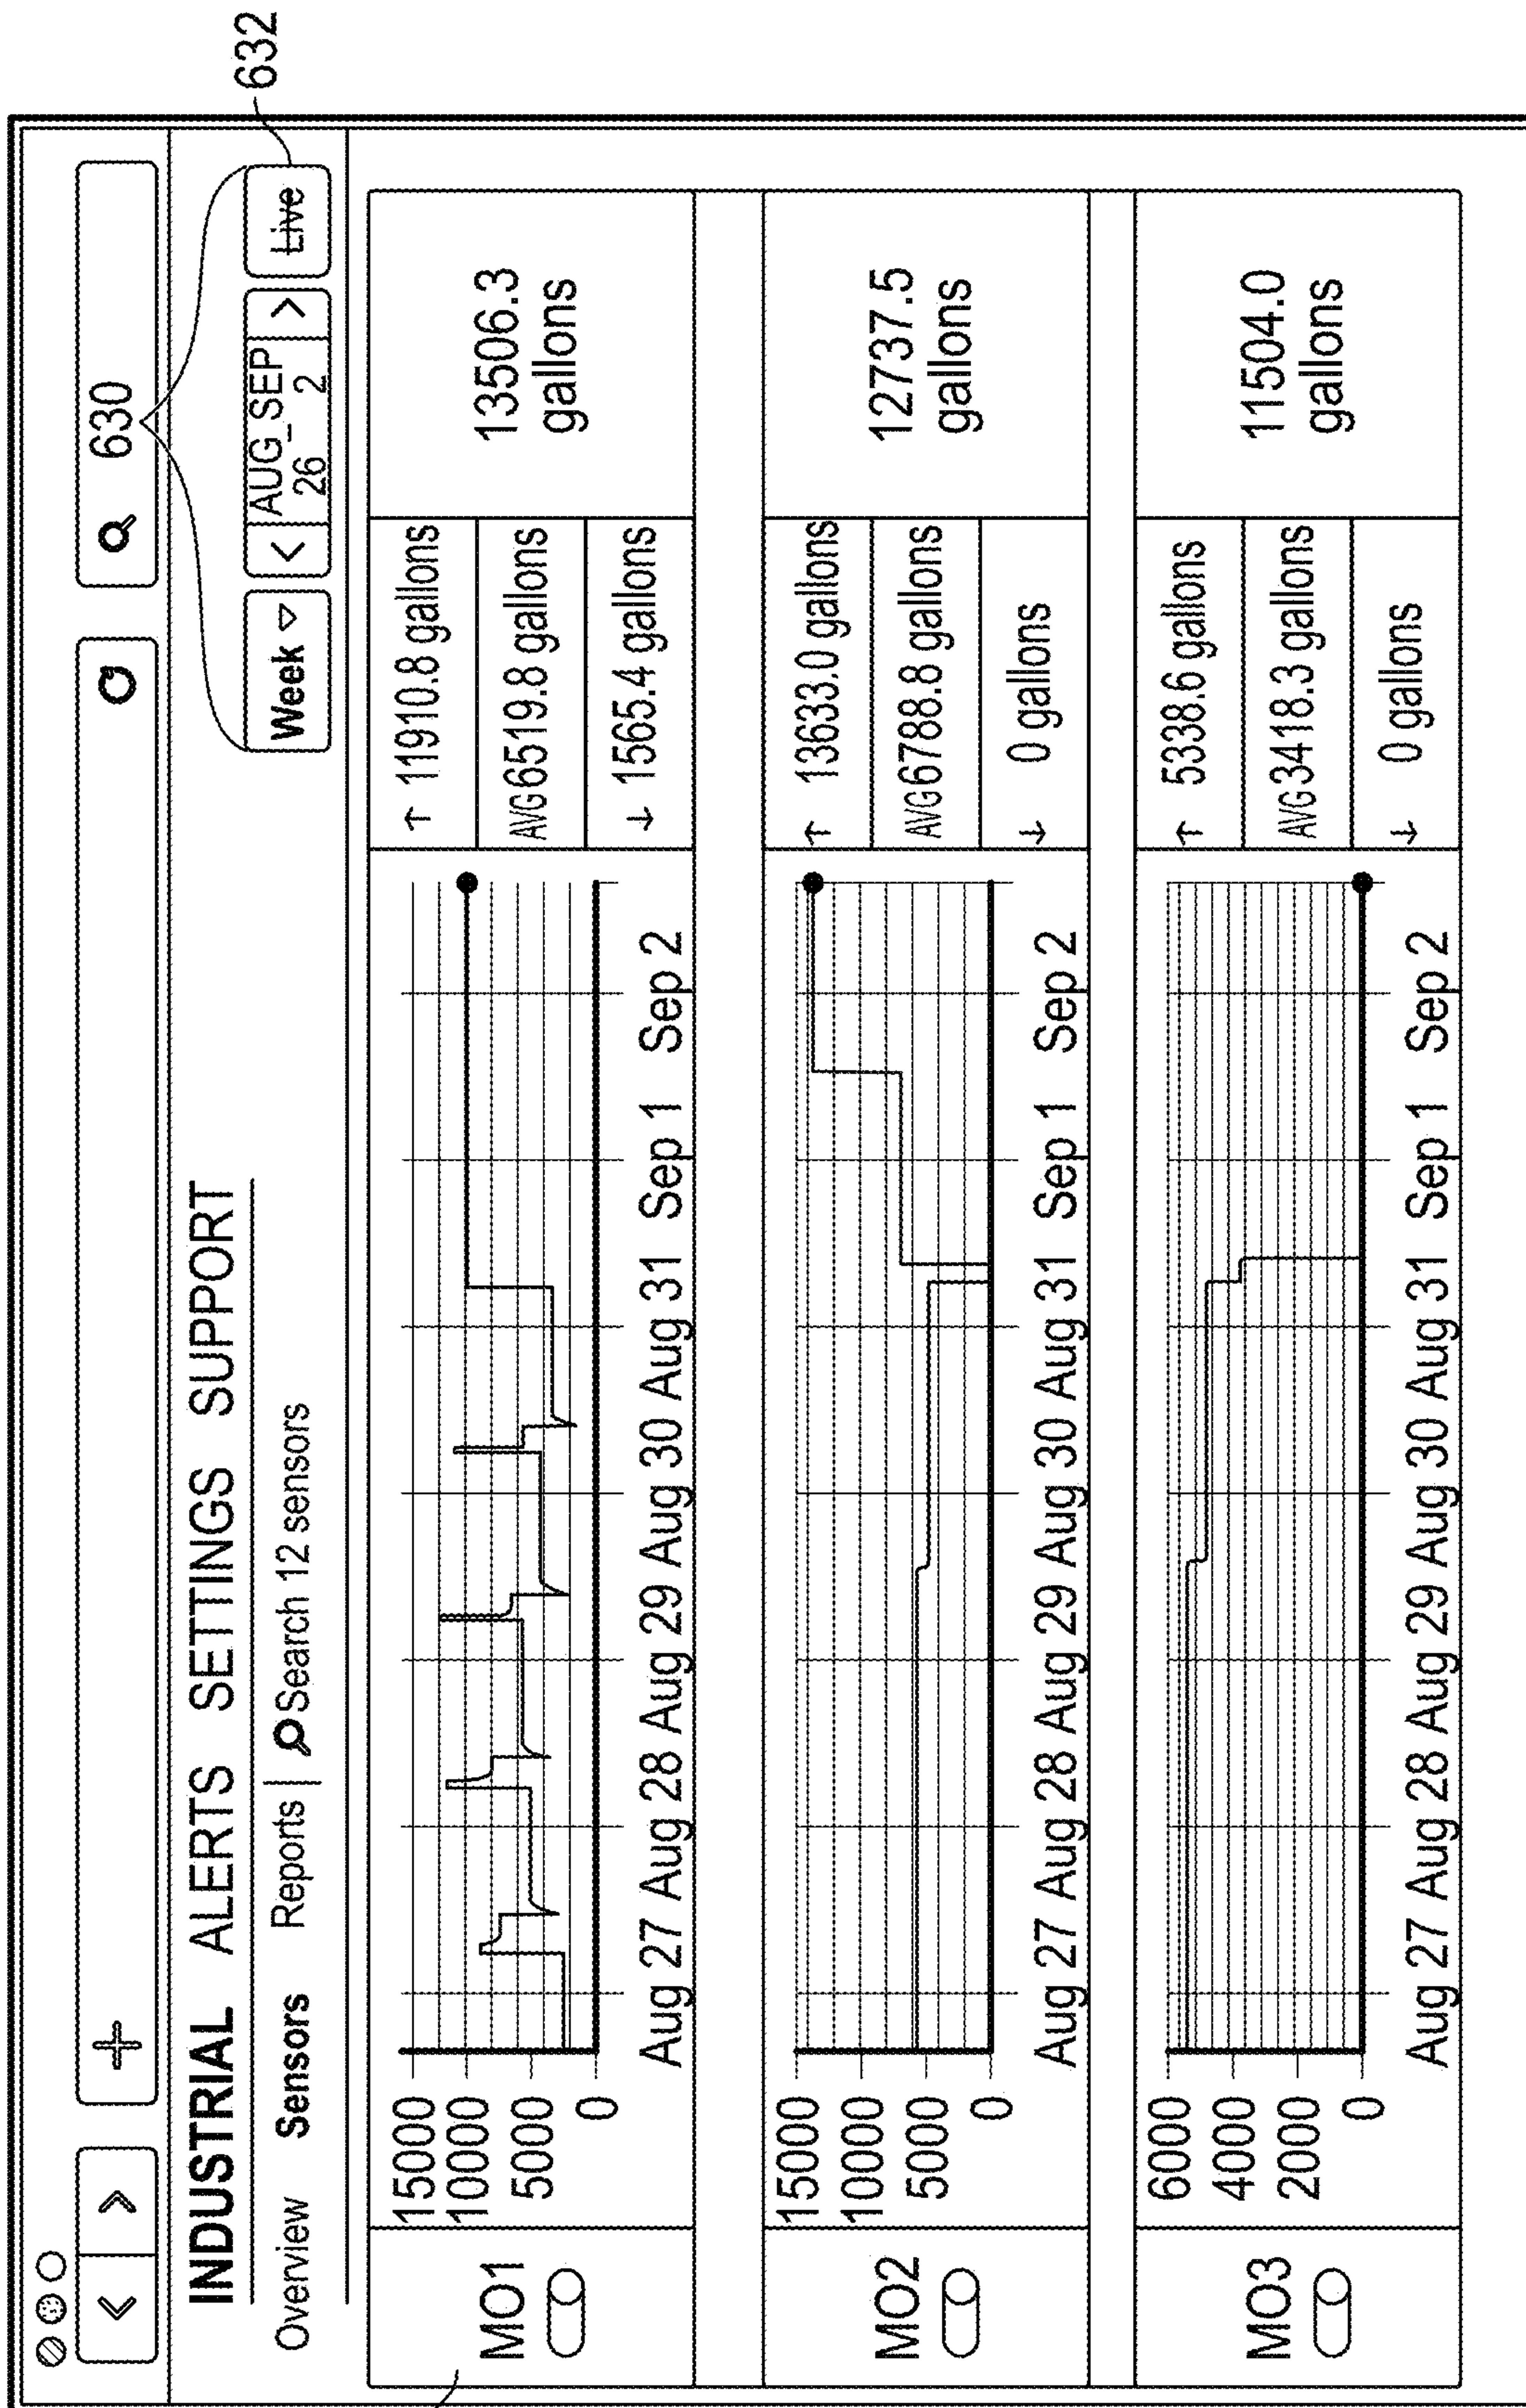 630
632
INDUSTRIAL ALERTS SETTINGS SUPPORT
Overview Sensors Reports | Search 12 sensors
Week
AUG_SEP
26 2
Live
MO1
15000
10000
5000
0
Aug 27 Aug 28 Aug 29 Aug 30 Aug 31 Sep 1 Sep 2
↑ 11910.8 gallons
AVG 6519.8 gallons
↓ 1565.4 gallons
13506.3
gallons
MO2
15000
10000
5000
0
Aug 27 Aug 28 Aug 29 Aug 30 Aug 31 Sep 1 Sep 2
↑ 13633.0 gallons
AVG 6788.8 gallons
↓ 0 gallons
12737.5
gallons
MO3
6000
4000
2000
0
Aug 27 Aug 28 Aug 29 Aug 30 Aug 31 Sep 1 Sep 2
↑ 5338.6 gallons
AVG 3418.3 gallons
↓ 0 gallons
11504.0
gallons